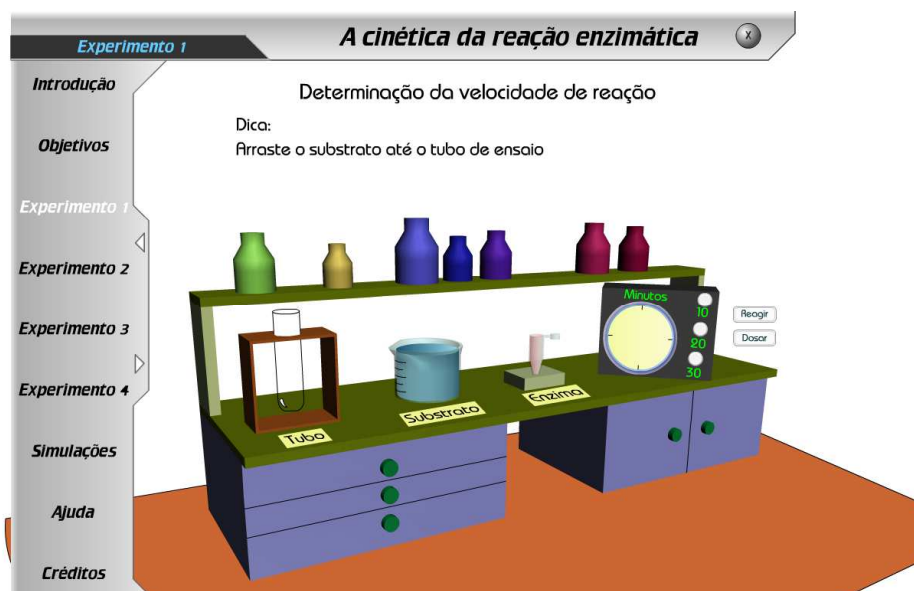 Experimento 1
A cinética da reação enzimática
X
Introdução
Objetivos
Experimento 1
Experimento 2
Experimento 3
Experimento 4
Simulações
Ajuda
Créditos
Determinação da velocidade de reação
Dica:
Arraste o substrato até o tubo de ensaio
Minutos
10
20
30
Reagir
Dosar
Tubo
Substrato
Enzima